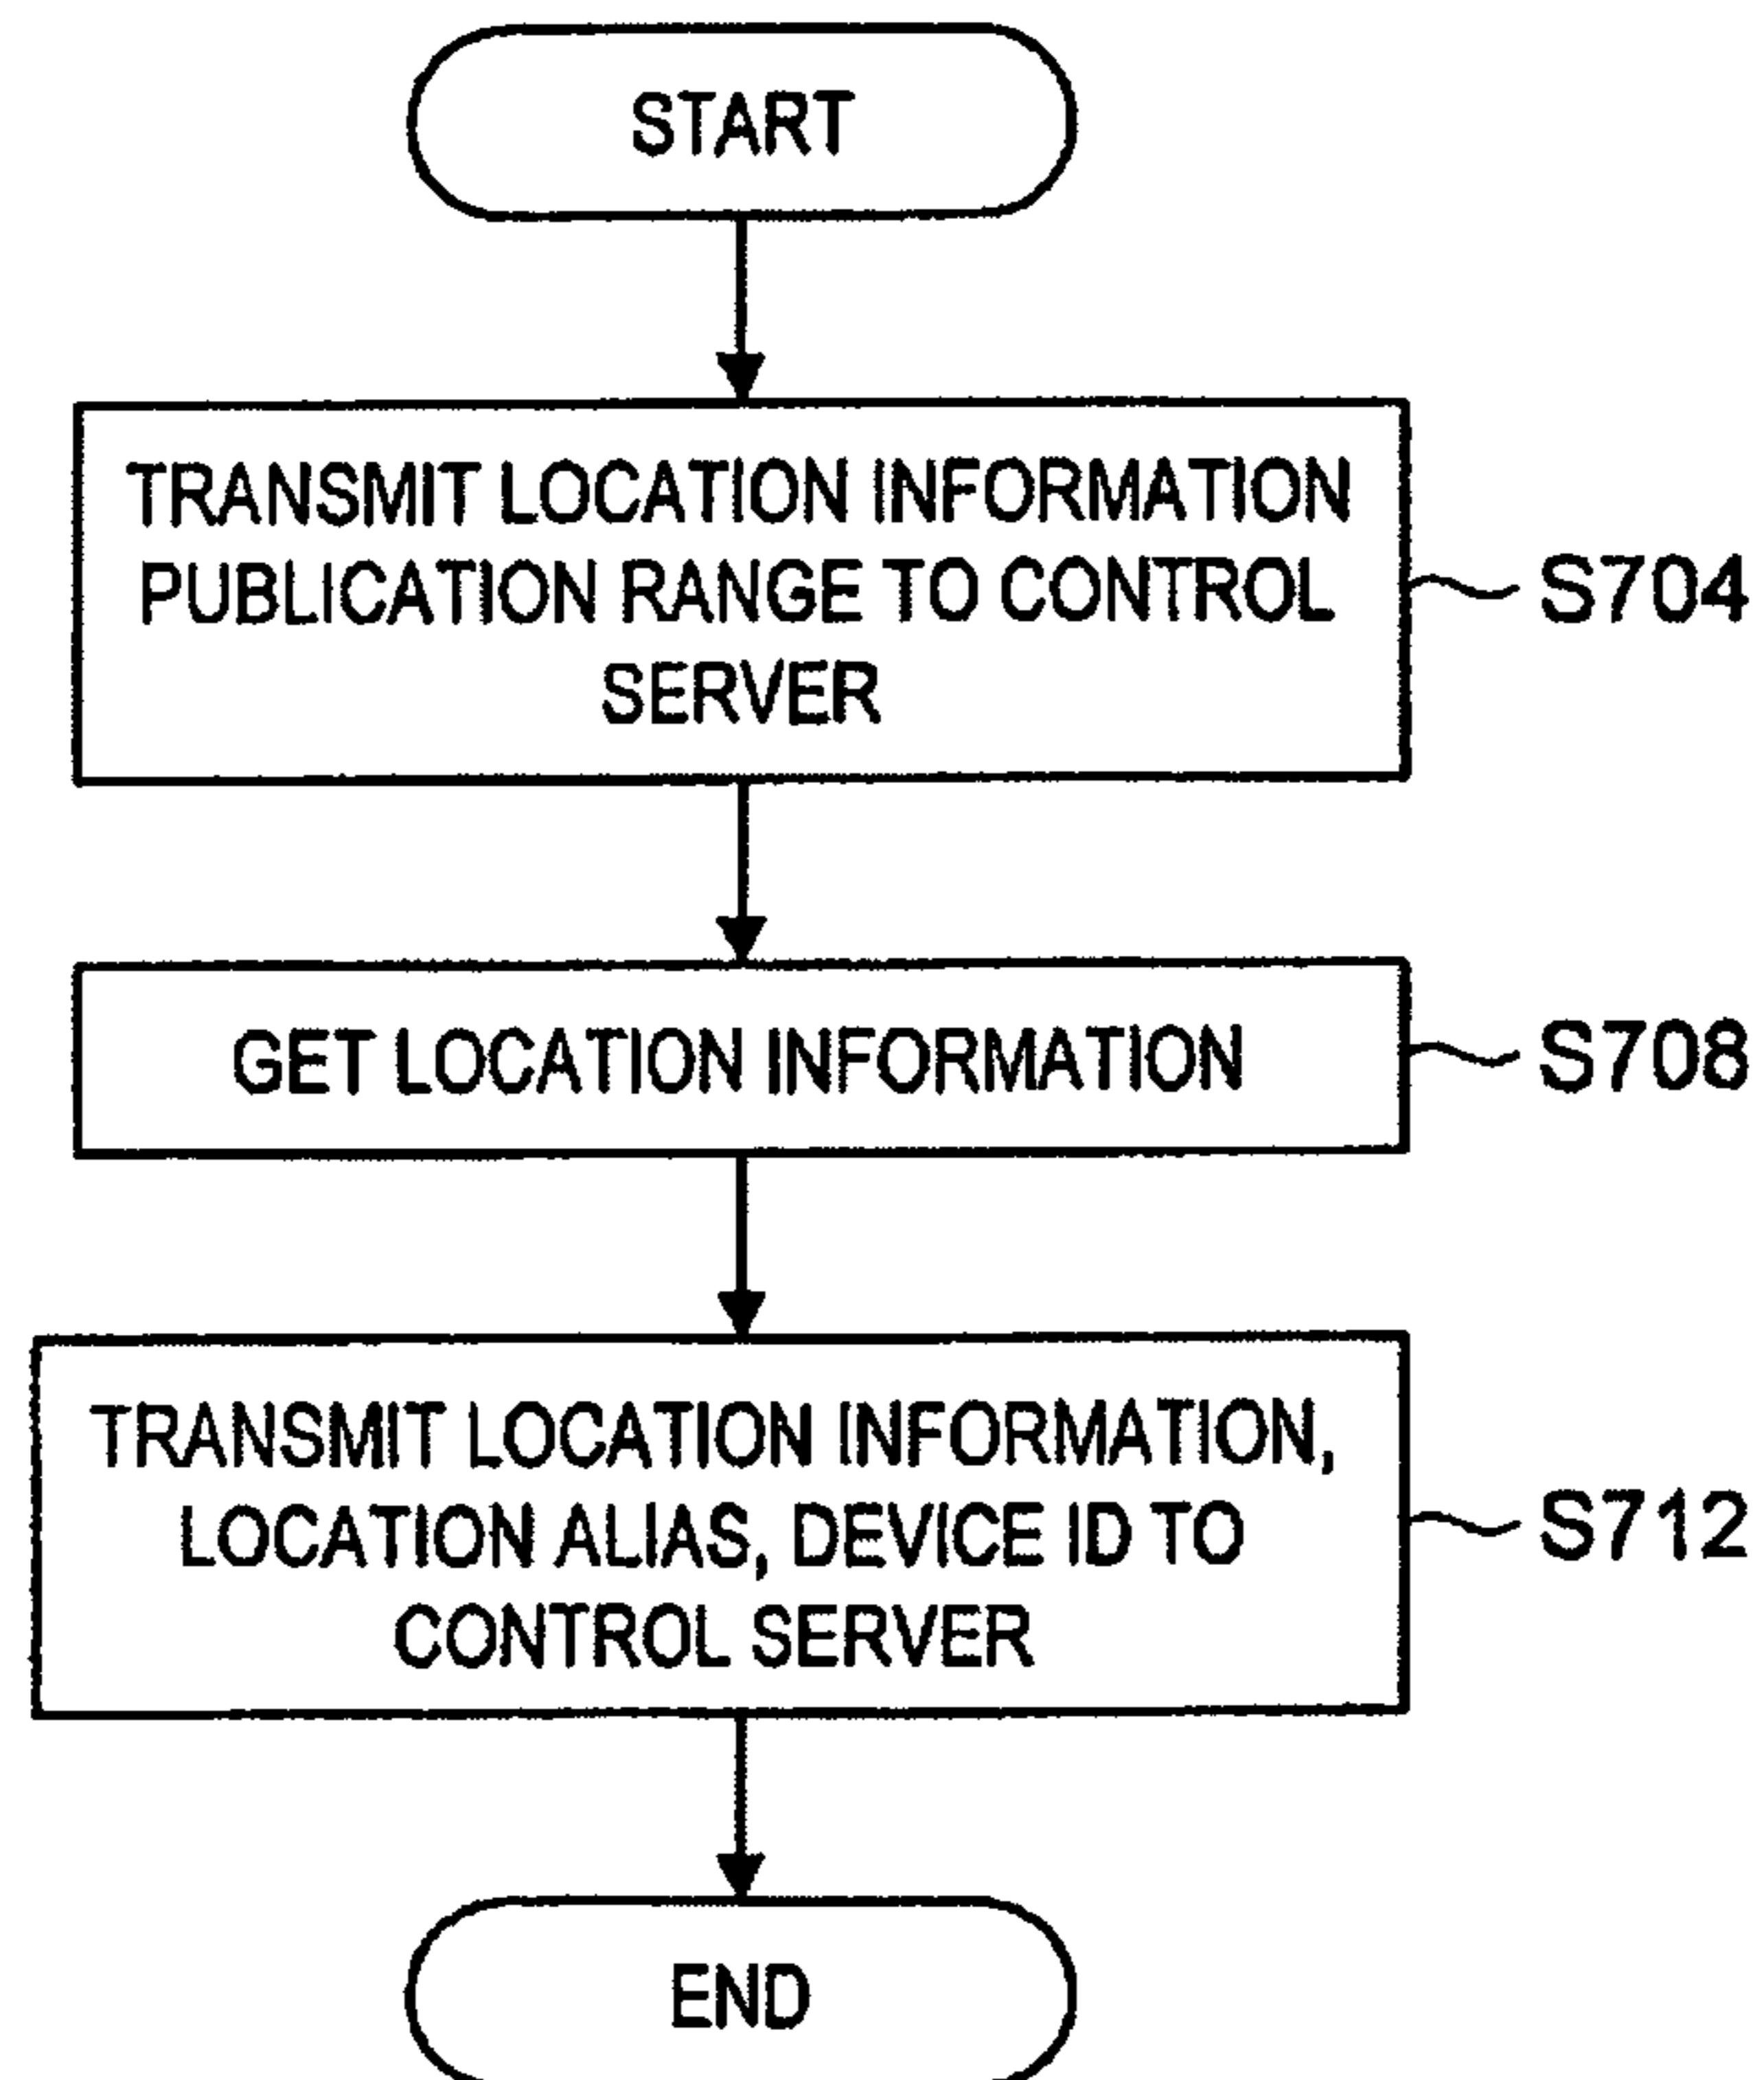 START
TRANSMIT LOCATION INFORMATION
PUBLICATION RANGE TO CONTROL
SERVER
S704
GET LOCATION INFORMATION
S708
TRANSMIT LOCATION INFORMATION,
LOCATION ALIAS, DEVICE ID TO
CONTROL SERVER
S712
END